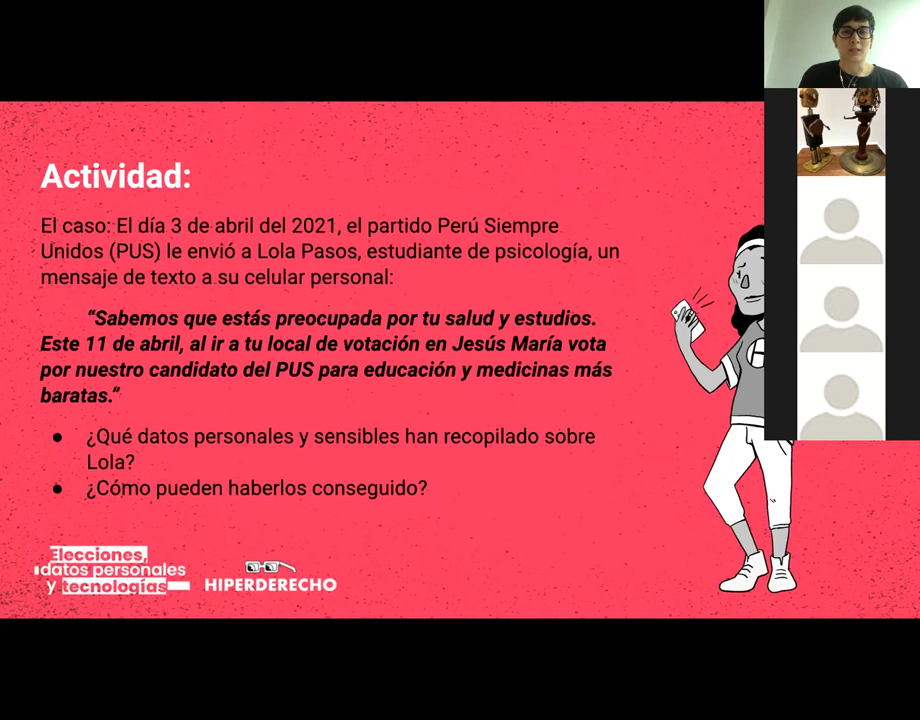 Actividad:
El caso: El día 3 de abril del 2021, el partido Perú Siempre
Unidos (PUS) le envió a Lola Pasos, estudiante de psicología, un
mensaje de texto a su celular personal:
“Sabemos que estás preocupada por tu salud y estudios.
Este 11 de abril, al ir a tu local de votación en Jesús María vota
por nuestro candidato del PUS para educación y medicinas más
baratas.“
● ¿Qué datos personales y sensibles han recopilado sobre
Lola?
● ¿Cómo pueden haberlos conseguido?
Elecciones,
datos personales
y tecnologías
HIPERDERECHO